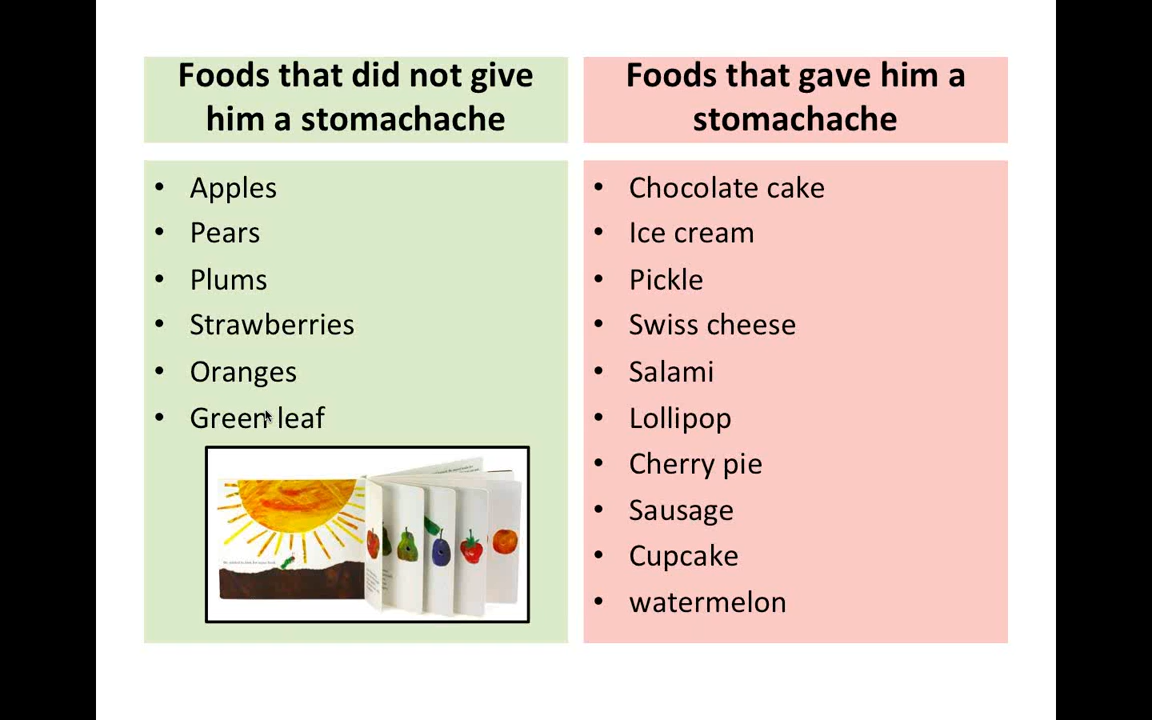 Foods that did not give
him a stomachache
• Apples
• Pears
• Plums
• Strawberries
• Oranges
• Green leaf
Foods that gave him a
stomachache
• Chocolate cake
• Ice cream
• Pickle
• Swiss cheese
• Salami
• Lollipop
• Cherry pie
• Sausage
• Cupcake
• watermelon